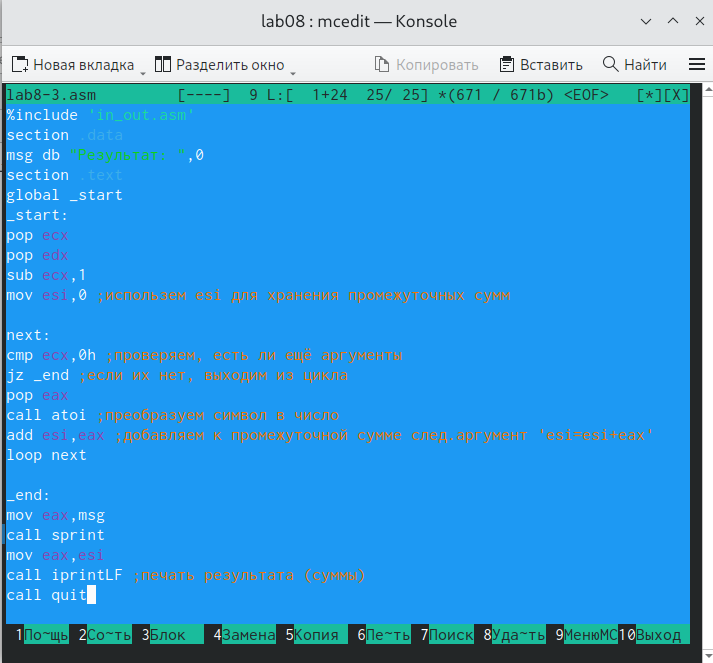 lab08 : mcedit — Konsole
Новая вкладка Разделить окно Копировать Вставить Найти
lab8-3.asm [----] 9 L:[ 1+24 25/ 25] *(671 / 671b) <EOF> [*][X]
%include 'in_out.asm'
section .data
msg db "Результат: ",0
section .text
global _start
_start:
pop ecx
pop edx
sub ecx,1
mov esi,0 ;используем esi для хранения промежуточных сумм
next:
cmp ecx,0h ;проверяем, есть ли ещё аргументы
jz _end ;если их нет, выходим из цикла
pop eax
call atoi ;преобразуем символ в число
add esi,eax ;добавляем к промежуточной сумме след.аргумент 'esi=esi+eax'
loop next
_end:
mov eax,msg
call sprint
mov eax,esi
call iprintLF ;печать результата (суммы)
call quit
1По~щь 2Со~ть 3Блок 4Замена 5Копия 6Пе~ть 7Поиск 8Уда~ть 9МенюMC 10Выход